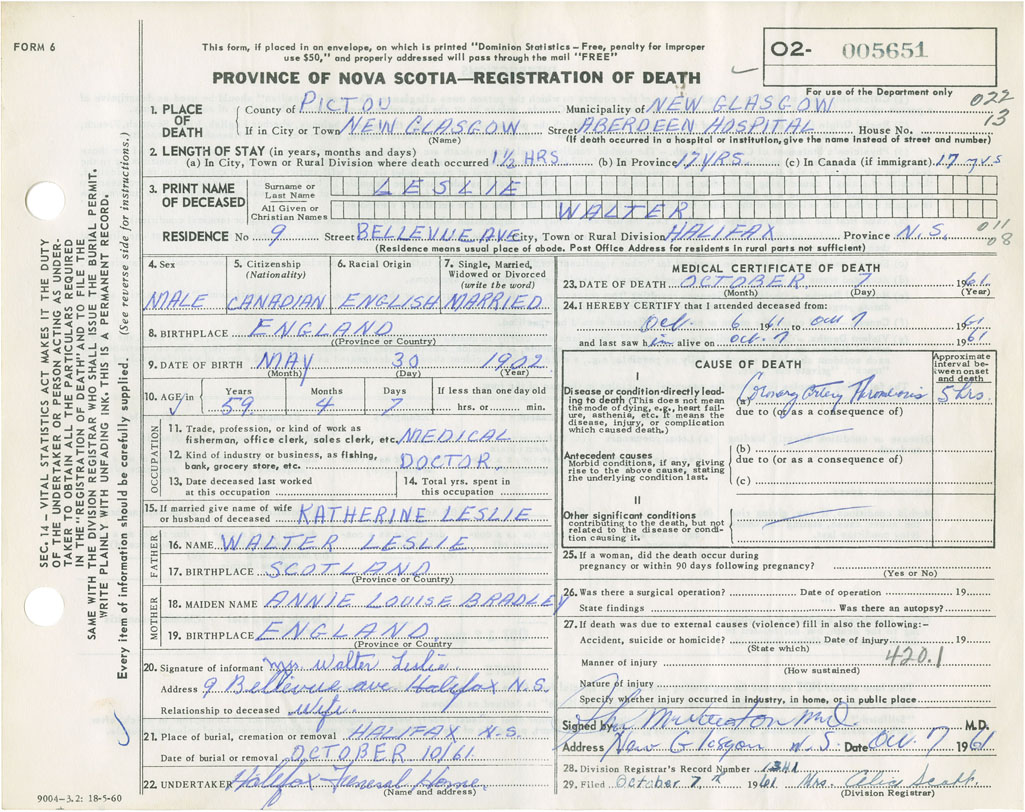 FORM 6
This form, if placed in an envelope, on which is printed "Dominion Statistics – Free, penalty for improper
use $50," and properly addressed will pass through the mail "FREE"
PROVINCE OF NOVA SCOTIA—REGISTRATION OF DEATH
02- 005651
For use of the Department only
022
13
1. PLACE OF DEATH
County of PICTOU Municipality of NEW GLASGOW
If in City or Town NEW GLASGOW Street ABERDEEN HOSPITAL House No.
(Name) (If death occurred in a hospital or institution, give the name instead of street and number)
2. LENGTH OF STAY (in years, months and days)
(a) In City, Town or Rural Division where death occurred 1½ HRS (b) In Province 17 YRS. (c) In Canada (if immigrant) 17 yrs
3. PRINT NAME OF DECEASED
Surname or Last Name LESLIE
All Given or Christian Names WALTER
RESIDENCE No 9 Street BELLEVUE AVE City, Town or Rural Division HALIFAX Province N.S.
(Residence means usual place of abode. Post Office Address for residents in rural parts not sufficient)
011
08
4. Sex
MALE
5. Citizenship (Nationality)
CANADIAN
6. Racial Origin
ENGLISH
7. Single, Married, Widowed or Divorced (write the word)
MARRIED
8. BIRTHPLACE ENGLAND
(Province or Country)
9. DATE OF BIRTH MAY 30 1902
(Month) (Day) (Year)
10. AGE/in Years Months Days If less than one day old
59 4 7 hrs. or min.
OCCUPATION
11. Trade, profession, or kind of work as
fisherman, office clerk, sales clerk, etc. MEDICAL
12. Kind of industry or business, as fishing,
bank, grocery store, etc. DOCTOR
13. Date deceased last worked at this occupation
14. Total yrs. spent in this occupation
15. If married give name of wife
or husband of deceased KATHERINE LESLIE
FATHER
16. NAME WALTER LESLIE
17. BIRTHPLACE SCOTLAND
(Province or Country)
MOTHER
18. MAIDEN NAME ANNIE LOUISE BRADLEY
19. BIRTHPLACE ENGLAND
(Province or Country)
20. Signature of informant Mrs Walter Leslie
Address 9 Bellevue ave Halifax N.S.
Relationship to deceased Wife
21. Place of burial, cremation or removal HALIFAX N.S.
Date of burial or removal OCTOBER 10/61
22. UNDERTAKER Halifax Funeral Home
(Name and address)
MEDICAL CERTIFICATE OF DEATH
23. DATE OF DEATH OCTOBER 7 1961
(Month) (Day) (Year)
24. I HEREBY CERTIFY that I attended deceased from:
Oct. 6 1961 to Oct 7 1961
and last saw him alive on Oct. 7 1961
CAUSE OF DEATH
Approximate interval between onset and death
I
Disease or condition directly leading to death (This does not mean the mode of dying, e.g., heart failure, asthenia, etc. It means the disease, injury, or complication which caused death.)
(a) Coronary Artery Thrombosis 5 hrs.
due to (or as a consequence of)
Antecedent causes
Morbid conditions, if any, giving rise to the above cause, stating the underlying condition last.
(b)
due to (or as a consequence of)
(c)
II
Other significant conditions
contributing to the death, but not related to the disease or condition causing it.
25. If a woman, did the death occur during
pregnancy or within 90 days following pregnancy?
(Yes or No)
26. Was there a surgical operation? Date of operation 19
State findings Was there an autopsy?
27. If death was due to external causes (violence) fill in also the following:-
Accident, suicide or homicide? Date of injury 19
(State which)
420.1
Manner of injury
(How sustained)
Nature of injury
Specify whether injury occurred in industry, in home, or in public place
Signed by M.D. M.D.
Address New Glasgow N.S. Date Oct. 7 1961
28. Division Registrar's Record Number
29. Filed October 7th 1961 Mrs. Scott
(Division Registrar)
SEC. 14 – VITAL STATISTICS ACT MAKES IT THE DUTY
OF THE UNDERTAKER OR PERSON ACTING AS UNDERTAKER
TO OBTAIN ALL THE PARTICULARS REQUIRED
IN THE "REGISTRATION OF DEATH" AND TO FILE THE
SAME WITH THE DIVISION REGISTRAR WHO SHALL ISSUE THE BURIAL PERMIT.
WRITE PLAINLY WITH UNFADING INK. THIS IS A PERMANENT RECORD.
Every item of information should be carefully supplied. (See reverse side for instructions.)
9004–3.2: 18-5-60